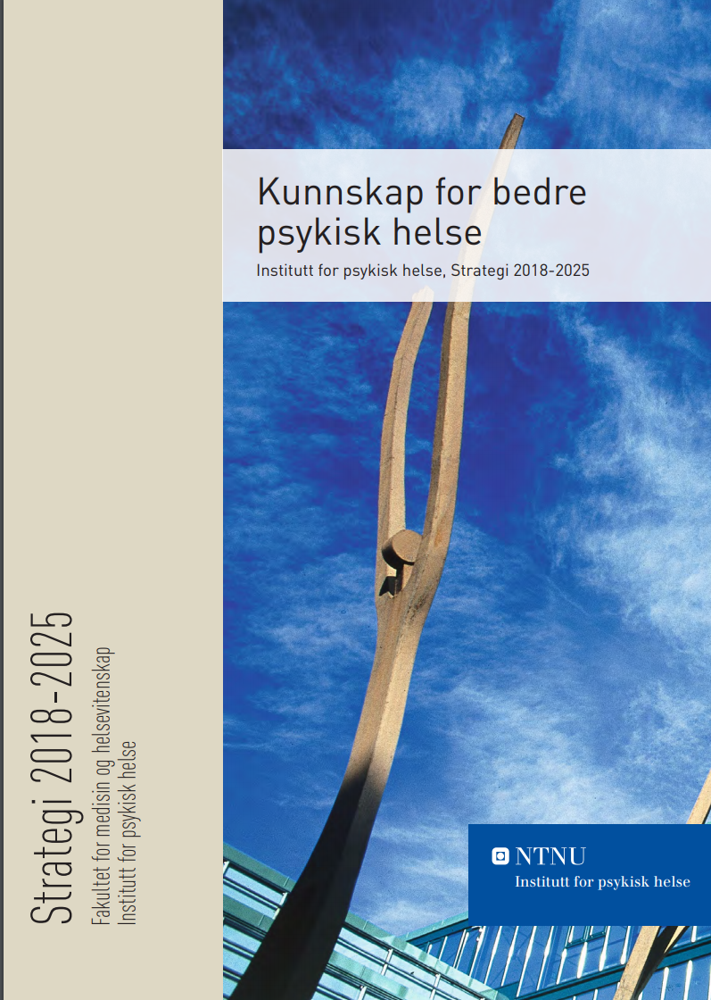 Kunnskap for bedre
psykisk helse
Institutt for psykisk helse, Strategi 2018-2025
Strategi 2018-2025
Fakultet for medisin og helsevitenskap
Institutt for psykisk helse
NTNU
Institutt for psykisk helse